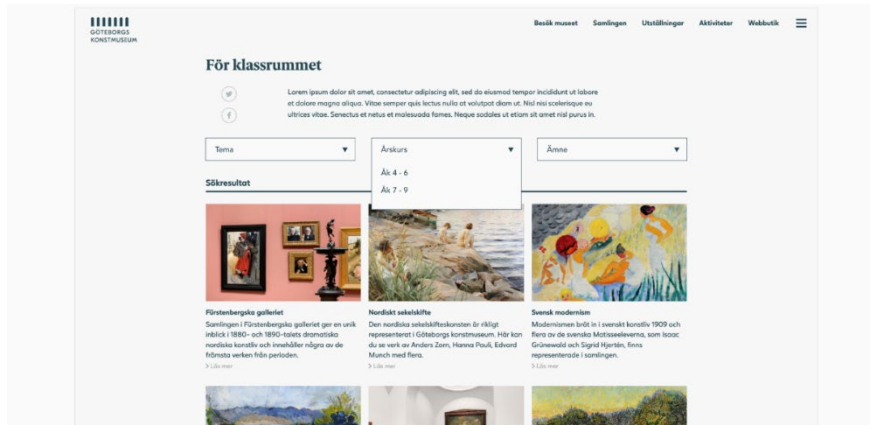 GÖTEBORGS
KONSTMUSEUM
Besök museet Samlingen Utställningar Aktiviteter Webbutik
För klassrummet
Lorem ipsum dolor sit amet, consectetur adipiscing elit, sed do eiusmod tempor incididunt ut labore
et dolore magna aliqua. Vitae semper quis lectus nulla at volutpat diam ut. Nisl nisi scelerisque eu
ultrices vitae. Senectus et netus et malesuada fames. Neque sodales ut etiam sit amet nisl purus in.
Tema
Årskurs
Ämne
Åk 4 - 6
Åk 7 - 9
Sökresultat
Fürstenbergska galleriet
Samlingen i Fürstenbergska galleriet ger en unik
inblick i 1880- och 1890-talets dramatiska
nordiska konstliv och innehåller några av de
främsta verken från perioden.
> Läs mer
Nordiskt sekelskifte
Den nordiska sekelskifteskonsten är rikligt
representerat i Göteborgs konstmuseum. Här kan
du se verk av Anders Zorn, Hanna Pauli, Edvard
Munch med flera.
> Läs mer
Svensk modernism
Modernismen bröt in i svenskt konstliv 1909 och
flera av de svenska Matisseeleverna, som Isaac
Grünewald och Sigrid Hjertén, finns
representerade i samlingen.
> Läs mer